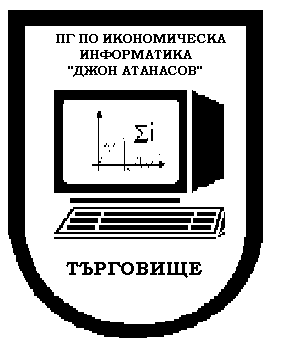 ПГ ПО ИКОНОМИЧЕСКА
ИНФОРМАТИКА
"ДЖОН АТАНАСОВ"
Σi
ТЪРГОВИЩЕ